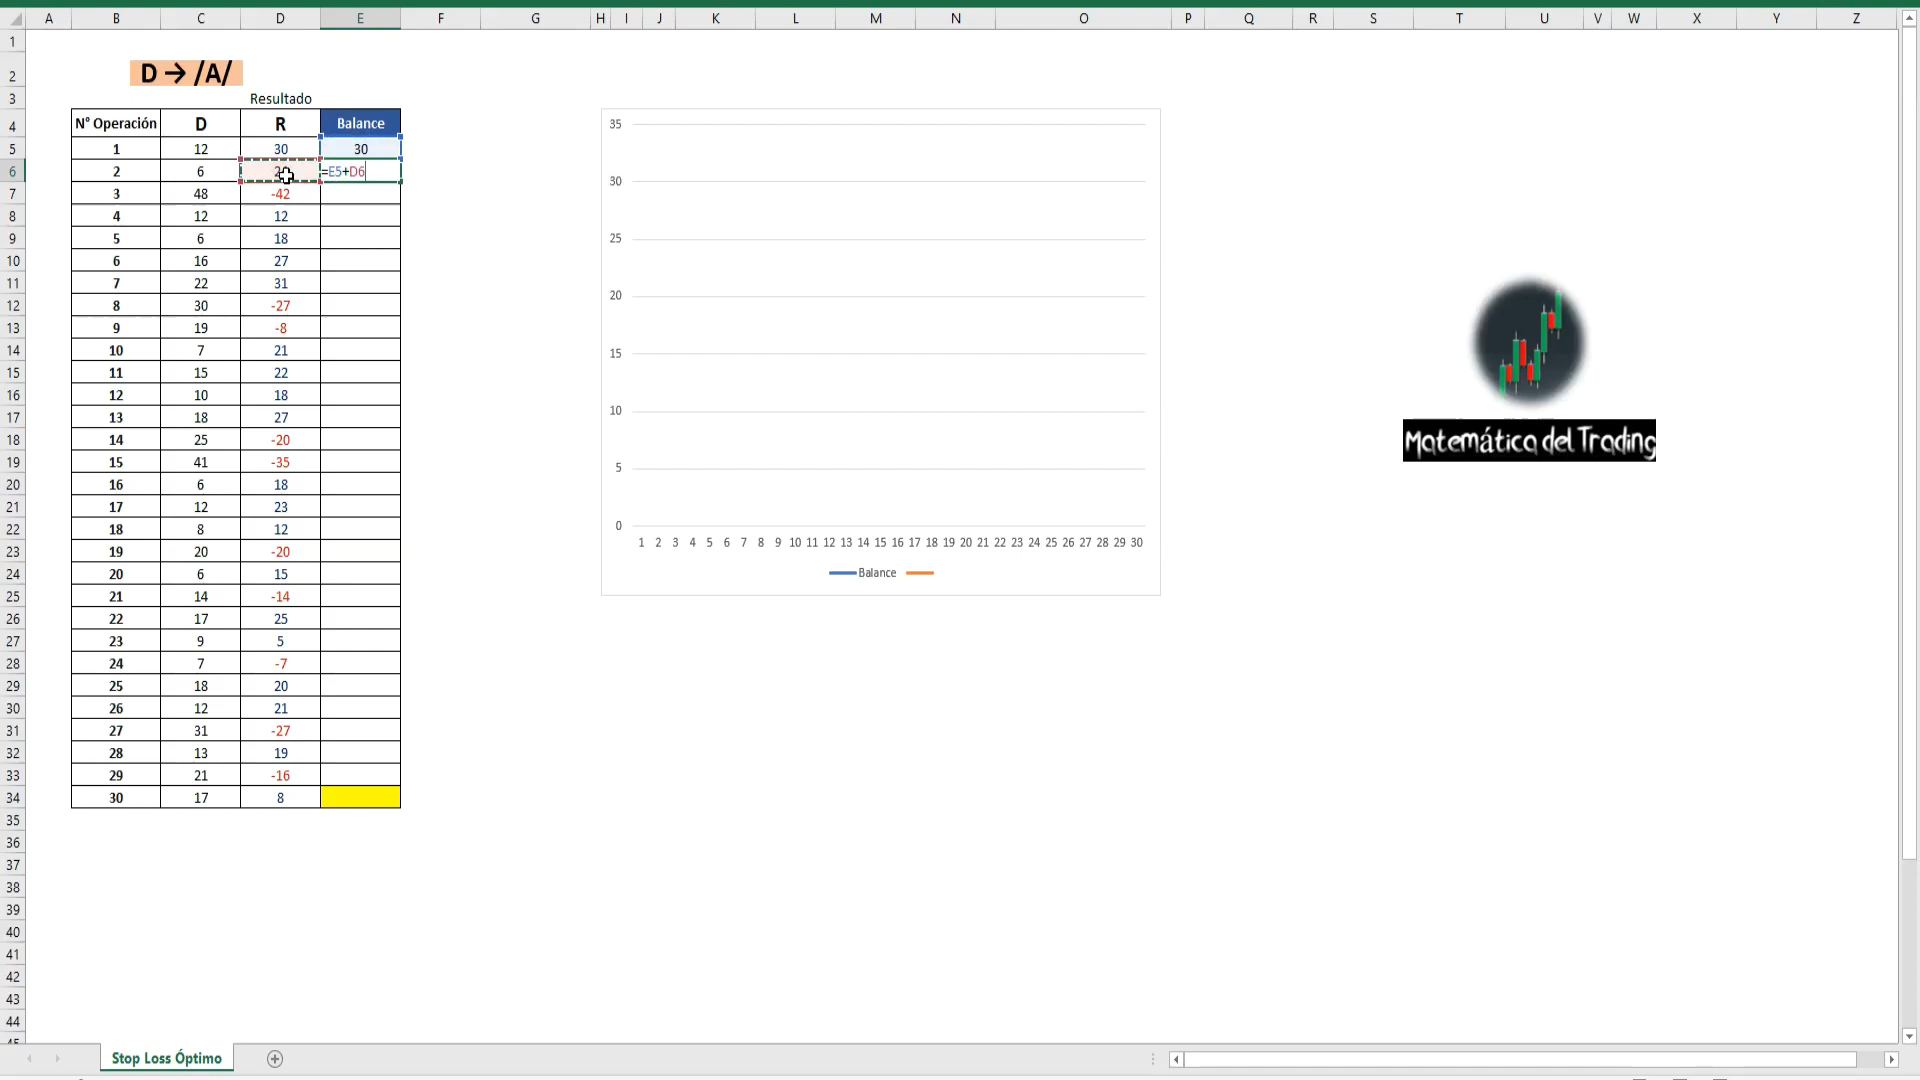 A B C D E F G H I J K L M N O P Q R S T U V W X Y Z
1
2 D → /A/
3 Resultado
4 N° Operación D R Balance
5 1 12 30 30
6 2 6 =E5+D6
7 3 48 -42
8 4 12 12
9 5 6 18
10 6 16 27
11 7 22 31
12 8 30 -27
13 9 19 -8
14 10 7 21
15 11 15 22
16 12 10 18
17 13 18 27
18 14 25 -20
19 15 41 -35
20 16 6 18
21 17 12 23
22 18 8 12
23 19 20 -20
24 20 6 15
25 21 14 -14
26 22 17 25
27 23 9 5
28 24 7 -7
29 25 18 20
30 26 12 21
31 27 31 -27
32 28 13 19
33 29 21 -16
34 30 17 8
35
36
37
38
39
40
41
42
43
44
35
30
25
20
15
10
5
0
1 2 3 4 5 6 7 8 9 10 11 12 13 14 15 16 17 18 19 20 21 22 23 24 25 26 27 28 29 30
Balance
Matemática del Trading
Stop Loss Óptimo